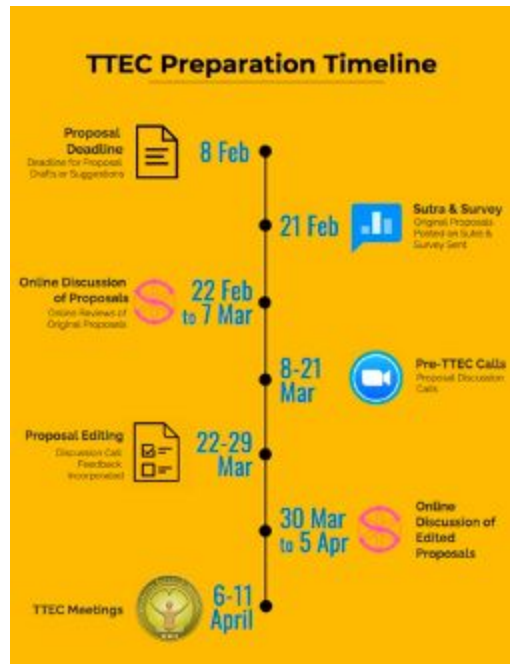 TTEC Preparation Timeline
Proposal
Deadline
Deadline for Proposal
Drafts or Suggestions
8 Feb
21 Feb
Sutra & Survey
Original Proposals
Posted on Sutra &
Survey Sent
Online Discussion
of Proposals
Online Reviews of
Original Proposals
22 Feb
to 7 Mar
8-21
Mar
Pre-TTEC Calls
Proposal Discussion
Calls
Proposal Editing
Discussion Call
Feedback
Incorporated
22-29
Mar
30 Mar
to 5 Apr
Online
Discussion of
Edited
Proposals
TTEC Meetings
6-11
April